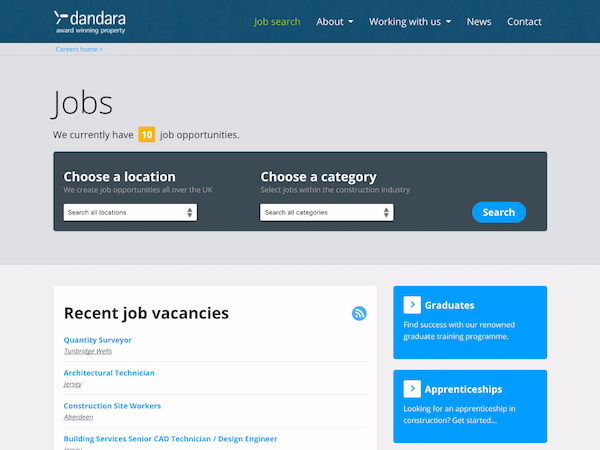 dandara
award winning property
Job search
About
Working with us
News
Contact
Careers home >
Jobs
We currently have 10 job opportunities.
Choose a location
We create job opportunities all over the UK
Search all locations
Choose a category
Select jobs within the construction industry
Search all categories
Search
Recent job vacancies
Quantity Surveyor
Tunbridge Wells
Architectural Technician
Jersey
Construction Site Workers
Aberdeen
Building Services Senior CAD Technician / Design Engineer
Jersey
Graduates
Find success with our renowned
graduate training programme.
Apprenticeships
Looking for an apprenticeship in
construction? Get started...